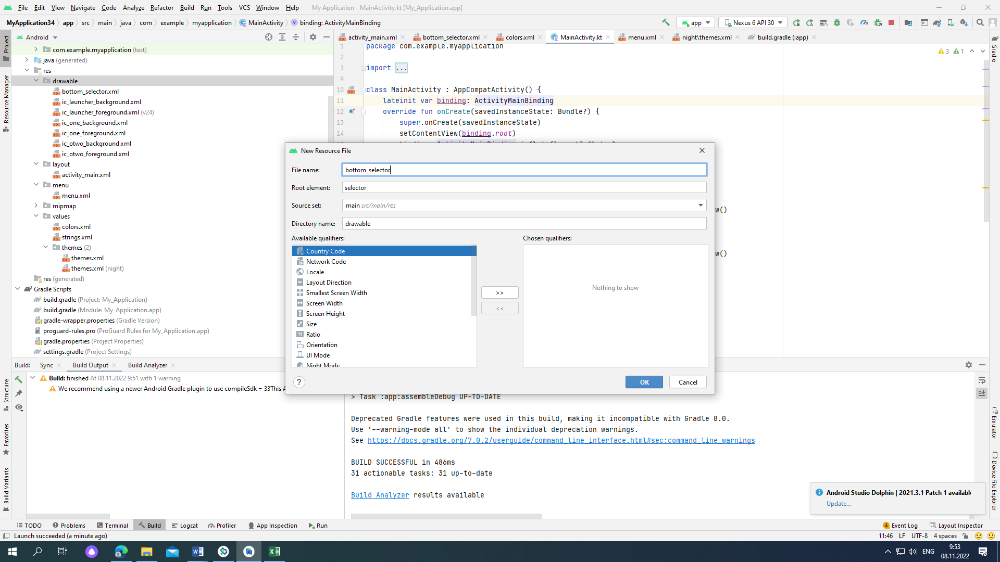 File Edit View Navigate Code Analyze Refactor Build Run Tools VCS Window Help My Application - MainActivity.kt [My_Application.app]
MyApplication34 app src main java com example myapplication MainActivity binding: ActivityMainBinding app Nexus 6 API 30
Android
activity_main.xml bottom_selector.xml colors.xml MainActivity.kt menu.xml night\themes.xml build.gradle (:app)
Project
Resource Manager
Structure
Favorites
Build Variants
Gradle
Emulator
Device File Explorer
com.example.myapplication (test)
java (generated)
res
drawable
bottom_selector.xml
ic_launcher_background.xml
ic_launcher_foreground.xml (v24)
ic_one_background.xml
ic_one_foreground.xml
ic_otwo_background.xml
ic_otwo_foreground.xml
layout
activity_main.xml
menu
menu.xml
mipmap
values
colors.xml
strings.xml
themes (2)
themes.xml
themes.xml (night)
res (generated)
Gradle Scripts
build.gradle (Project: My_Application)
build.gradle (Module: My_Application.app)
gradle-wrapper.properties (Gradle Version)
proguard-rules.pro (ProGuard Rules for My_Application.app)
gradle.properties (Project Properties)
settings.gradle (Project Settings)
3 1
1 package com.example.myapplication
2
3 import ...
9
10 class MainActivity : AppCompatActivity() {
11 lateinit var binding: ActivityMainBinding
12 override fun onCreate(savedInstanceState: Bundle?) {
13 super.onCreate(savedInstanceState)
14 setContentView(binding.root)
w()
w()
New Resource File
File name: bottom_selector
Root element: selector
Source set: main src/main/res
Directory name: drawable
Available qualifiers: Chosen qualifiers:
Country Code
Network Code
Locale
Layout Direction
Smallest Screen Width
Screen Width
Screen Height
Size
Ratio
Orientation
UI Mode
Night Mode
>>
<<
Nothing to show
? OK Cancel
Build: Sync Build Output Build Analyzer
Build: finished At 08.11.2022 9:51 with 1 warning
We recommend using a newer Android Gradle plugin to use compileSdk = 33This A
> Task :app:assembleDebug UP-TO-DATE
Deprecated Gradle features were used in this build, making it incompatible with Gradle 8.0.
Use '--warning-mode all' to show the individual deprecation warnings.
See https://docs.gradle.org/7.0.2/userguide/command_line_interface.html#sec:command_line_warnings
BUILD SUCCESSFUL in 486ms
31 actionable tasks: 31 up-to-date
Build Analyzer results available
Android Studio Dolphin | 2021.3.1 Patch 1 available
Update...
TODO Problems Terminal Build Logcat Profiler App Inspection Run 4 Event Log Layout Inspector
Launch succeeded (a minute ago) 11:46 LF UTF-8 4 spaces
ENG 9:53
08.11.2022